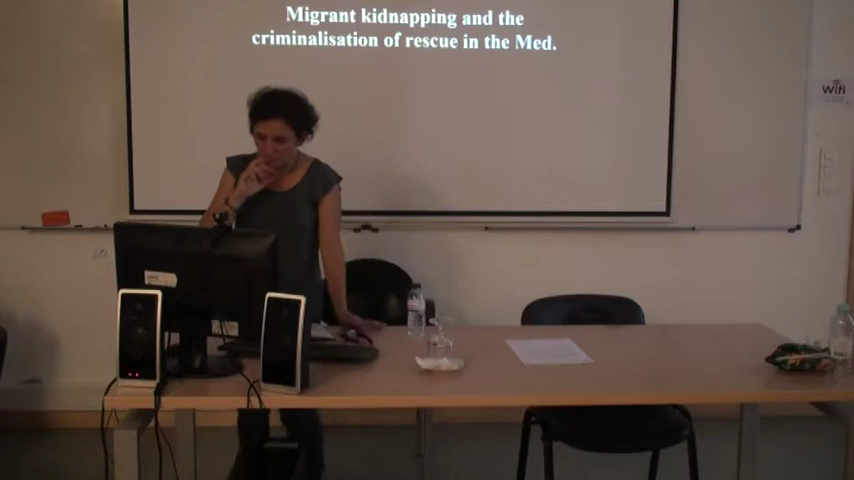 Migrant kidnapping and the
criminalisation of rescue in the Med.
Wifi